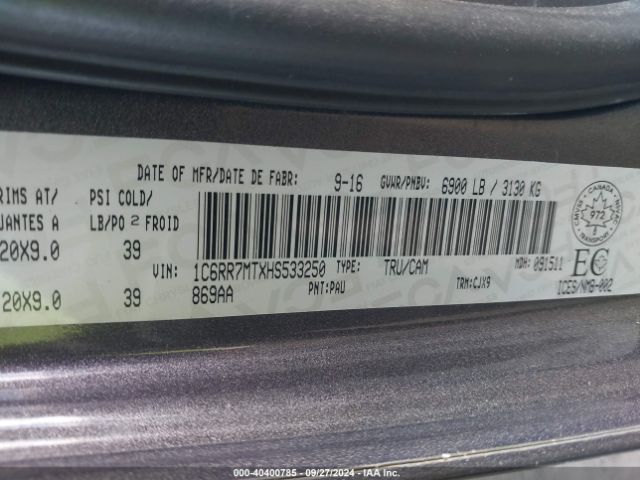 DATE OF MFR/DATE DE FABR: 9-16 GVWR/PNBV: 6900 LB / 3130 KG
RIMS AT/ PSI COLD/
JANTES A LB/PO 2 FROID
20X9.0 39
VIN: 1C6RR7MTXHS533250 TYPE: TRU/CAM MDH: 091511
20X9.0 39 869AA PNT:PAU TRM:CJX9
CANADA
972
TRANSPORT
EC
ICES/NMB-002
000-40400785 - 09/27/2024 - IAA Inc.